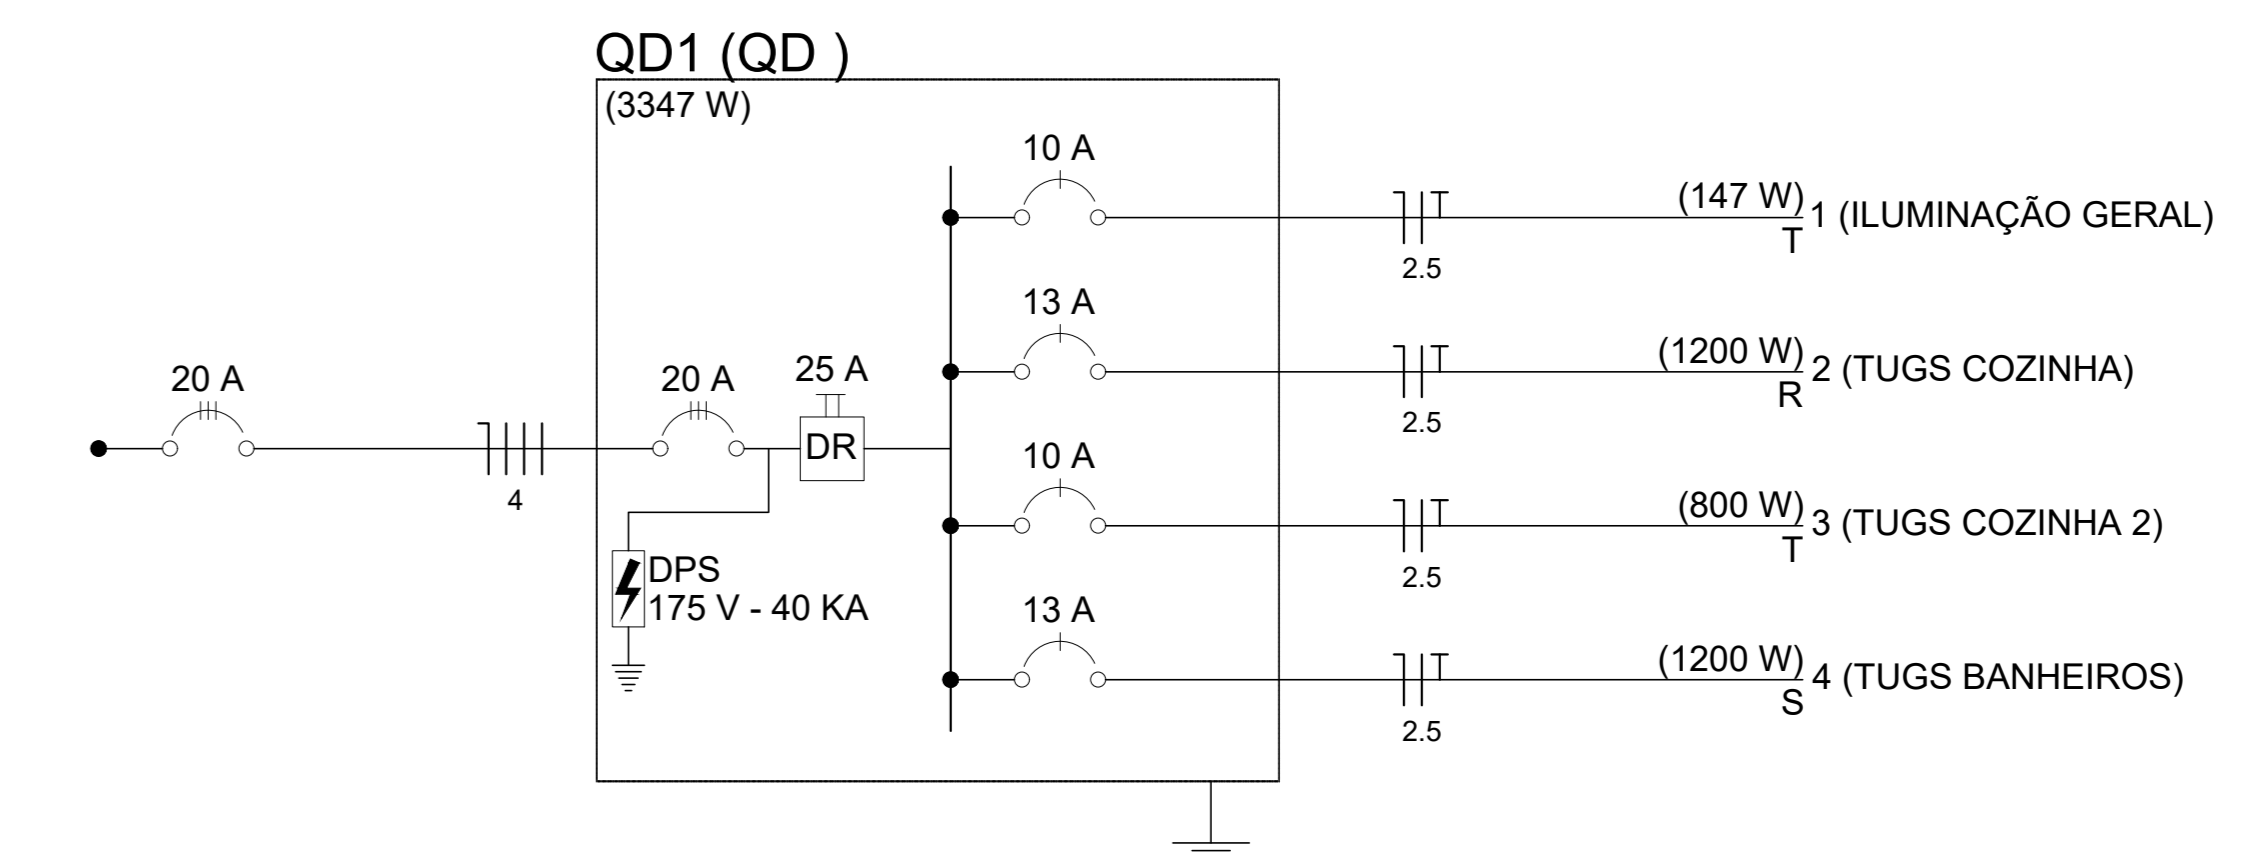 QD1 (QD )
(3347 W)
10 A
(147 W)
1 (ILUMINAÇÃO GERAL)
T
2.5
13 A
(1200 W)
2 (TUGS COZINHA)
R
2.5
20 A
20 A
25 A
DR
4
10 A
(800 W)
3 (TUGS COZINHA 2)
T
2.5
DPS
175 V - 40 KA
13 A
(1200 W)
4 (TUGS BANHEIROS)
S
2.5